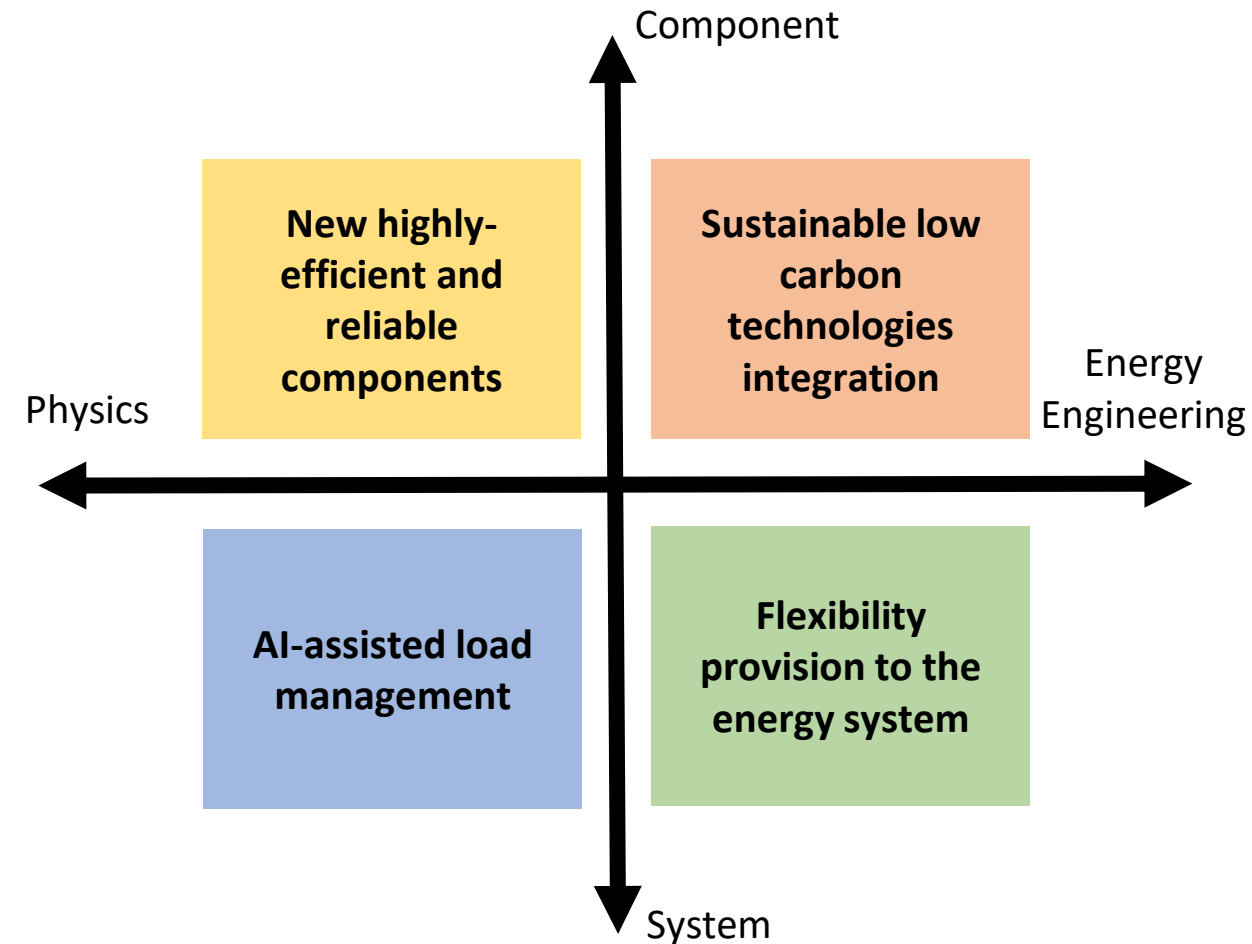 Component
New highly-
efficient and
reliable
components
Sustainable low
carbon
technologies
integration
Physics
Energy
Engineering
AI-assisted load
management
Flexibility
provision to the
energy system
System